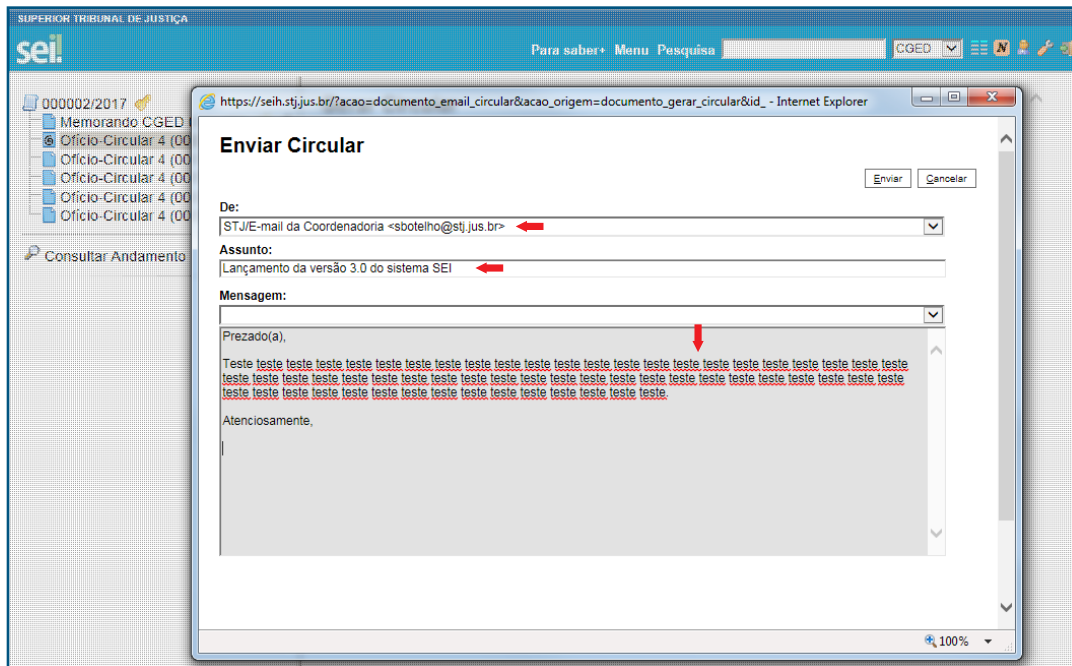 SUPERIOR TRIBUNAL DE JUSTIÇA
sei!
Para saber+ Menu Pesquisa
CGED
N
000002/2017
Memorando CGED
Ofício-Circular 4 (00
Ofício-Circular 4 (00
Ofício-Circular 4 (00
Ofício-Circular 4 (00
Ofício-Circular 4 (00
Consultar Andamento
https://seih.stj.jus.br/?acao=documento_email_circular&acao_origem=documento_gerar_circular&id_ - Internet Explorer
Enviar Circular
Enviar Cancelar
De:
STJ/E-mail da Coordenadoria <sbotelho@stj.jus.br>
Assunto:
Lançamento da versão 3.0 do sistema SEI
Mensagem:
Prezado(a),
Teste teste teste teste teste teste teste teste teste teste teste teste teste teste teste teste teste teste teste teste teste teste teste
teste teste teste teste teste teste teste teste teste teste teste teste teste teste teste teste teste teste teste teste teste teste teste
teste teste teste teste teste teste teste teste teste teste teste teste teste teste teste.
Atenciosamente,
100%